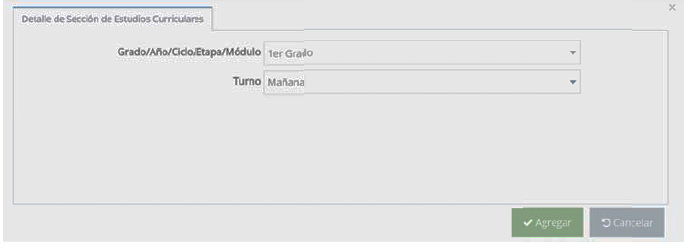 Detalle de Sección de Estudios Curriculares
Grado/Año/Ciclo/Etapa/Módulo 1er Grado
Turno Mañana
Agregar Cancelar